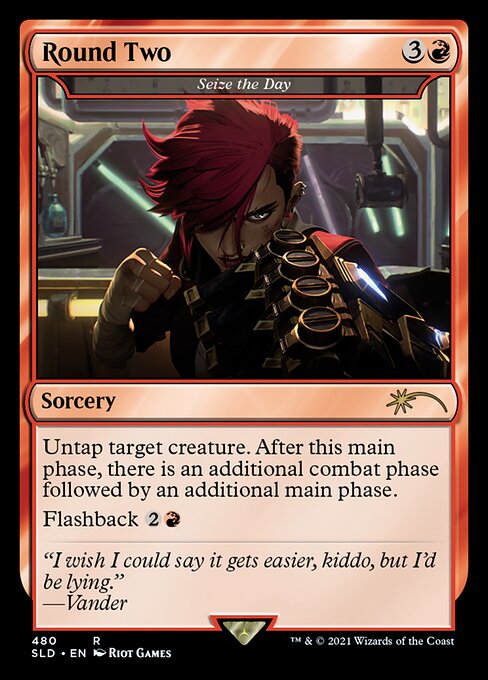 Round Two 3
Seize the Day
Sorcery
Untap target creature. After this main
phase, there is an additional combat phase
followed by an additional main phase.
Flashback 2
“I wish I could say it gets easier, kiddo, but I’d
be lying.”
—Vander
480 R
SLD • EN Riot Games
™ & © 2021 Wizards of the Coast